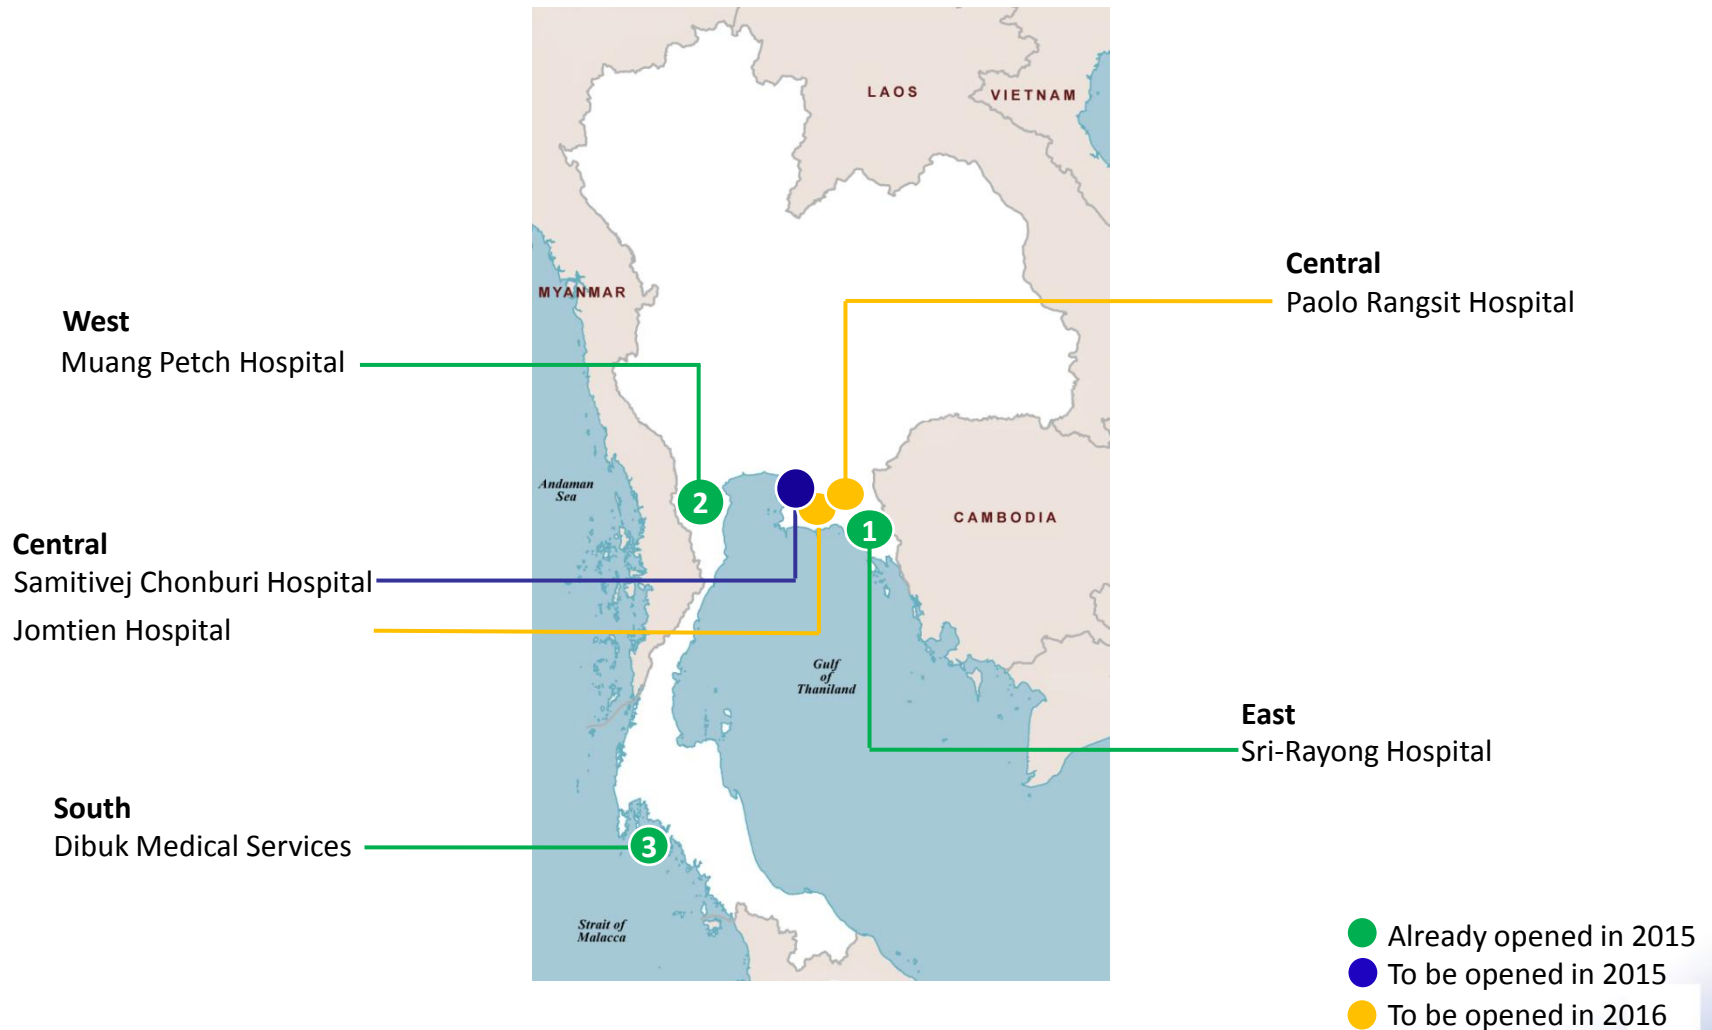 LAOS
VIETNAM
MYANMAR
Central
Paolo Rangsit Hospital
West
Muang Petch Hospital
Andaman
Sea
2
1
CAMBODIA
Central
Samitivej Chonburi Hospital
Jomtien Hospital
Gulf
of
Thaniland
East
Sri-Rayong Hospital
South
Dibuk Medical Services
3
Strait of
Malacca
Already opened in 2015
To be opened in 2015
To be opened in 2016